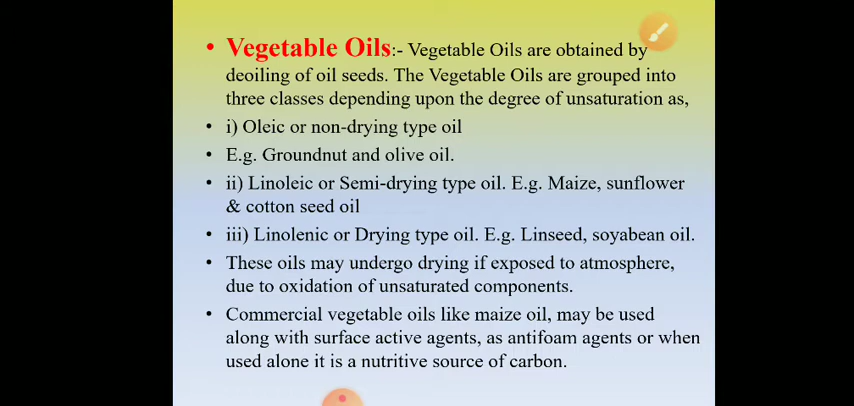 • Vegetable Oils:- Vegetable Oils are obtained by
deoiling of oil seeds. The Vegetable Oils are grouped into
three classes depending upon the degree of unsaturation as,
• i) Oleic or non-drying type oil
• E.g. Groundnut and olive oil.
• ii) Linoleic or Semi-drying type oil. E.g. Maize, sunflower
& cotton seed oil
• iii) Linolenic or Drying type oil. E.g. Linseed, soyabean oil.
• These oils may undergo drying if exposed to atmosphere,
due to oxidation of unsaturated components.
• Commercial vegetable oils like maize oil, may be used
along with surface active agents, as antifoam agents or when
used alone it is a nutritive source of carbon.